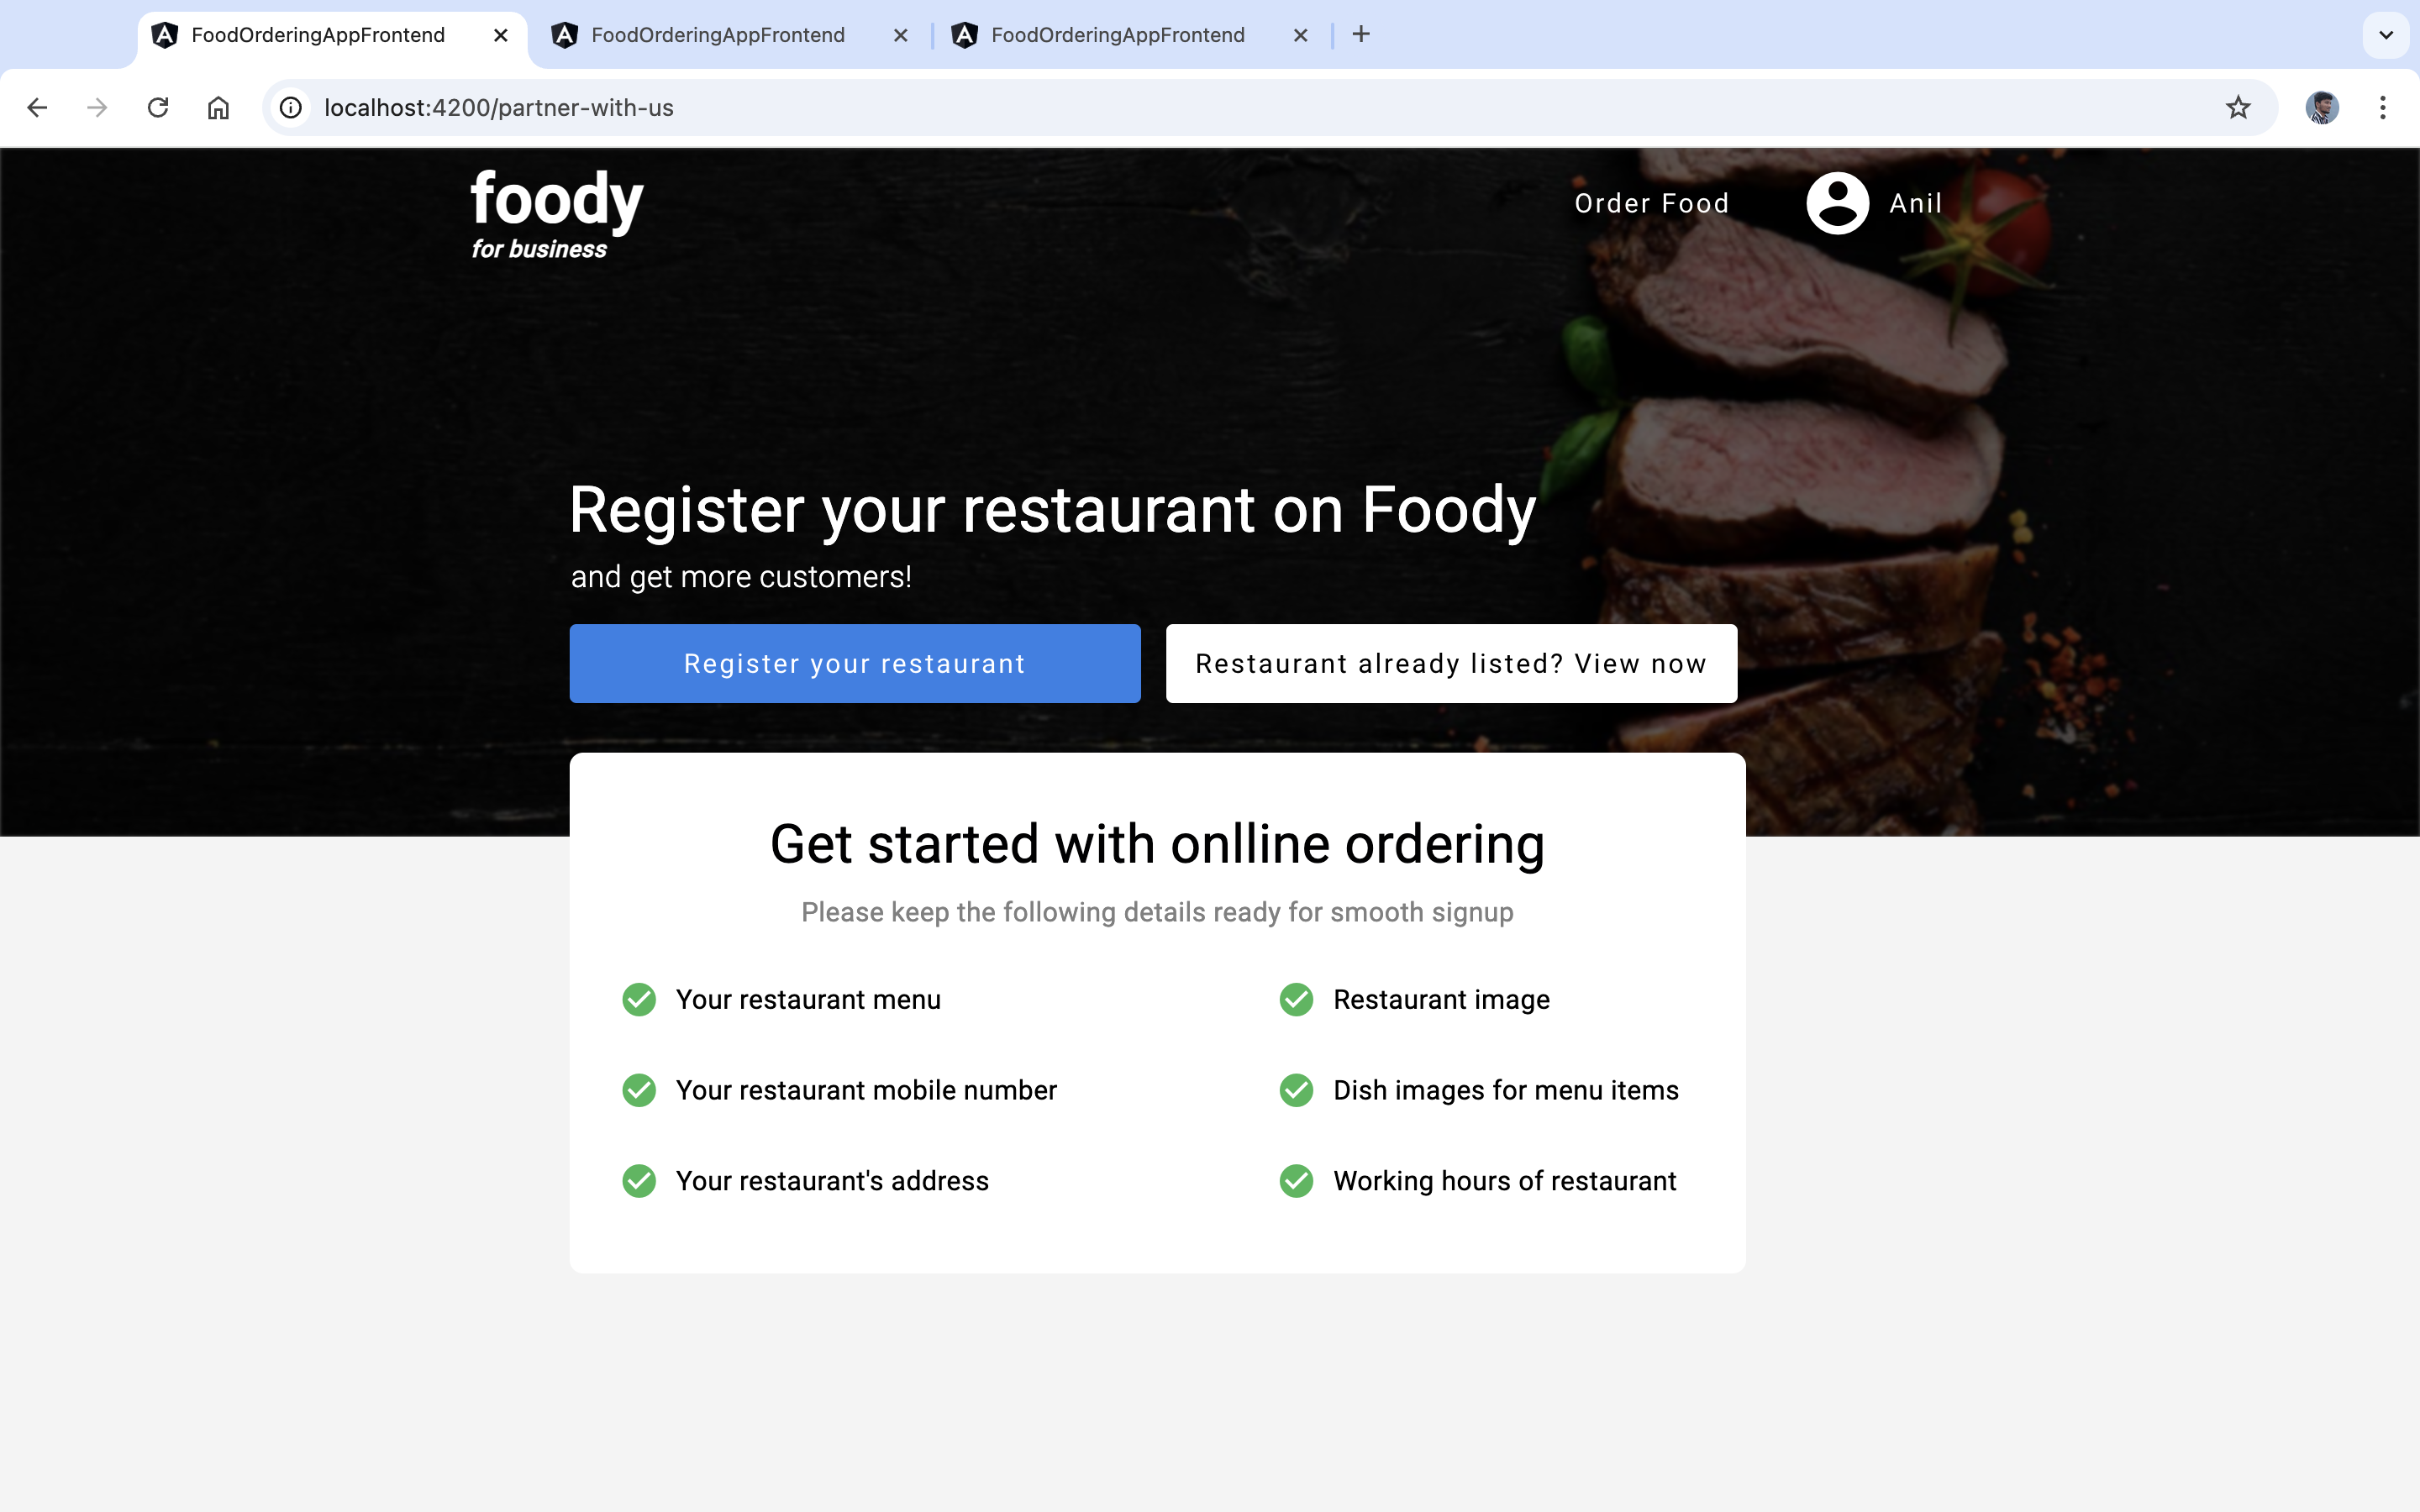 FoodOrderingAppFrontend
FoodOrderingAppFrontend
FoodOrderingAppFrontend
localhost:4200/partner-with-us
foody
for business
Order Food
Anil
Register your restaurant on Foody
and get more customers!
Register your restaurant
Restaurant already listed? View now
Get started with onlline ordering
Please keep the following details ready for smooth signup
Your restaurant menu
Restaurant image
Your restaurant mobile number
Dish images for menu items
Your restaurant's address
Working hours of restaurant